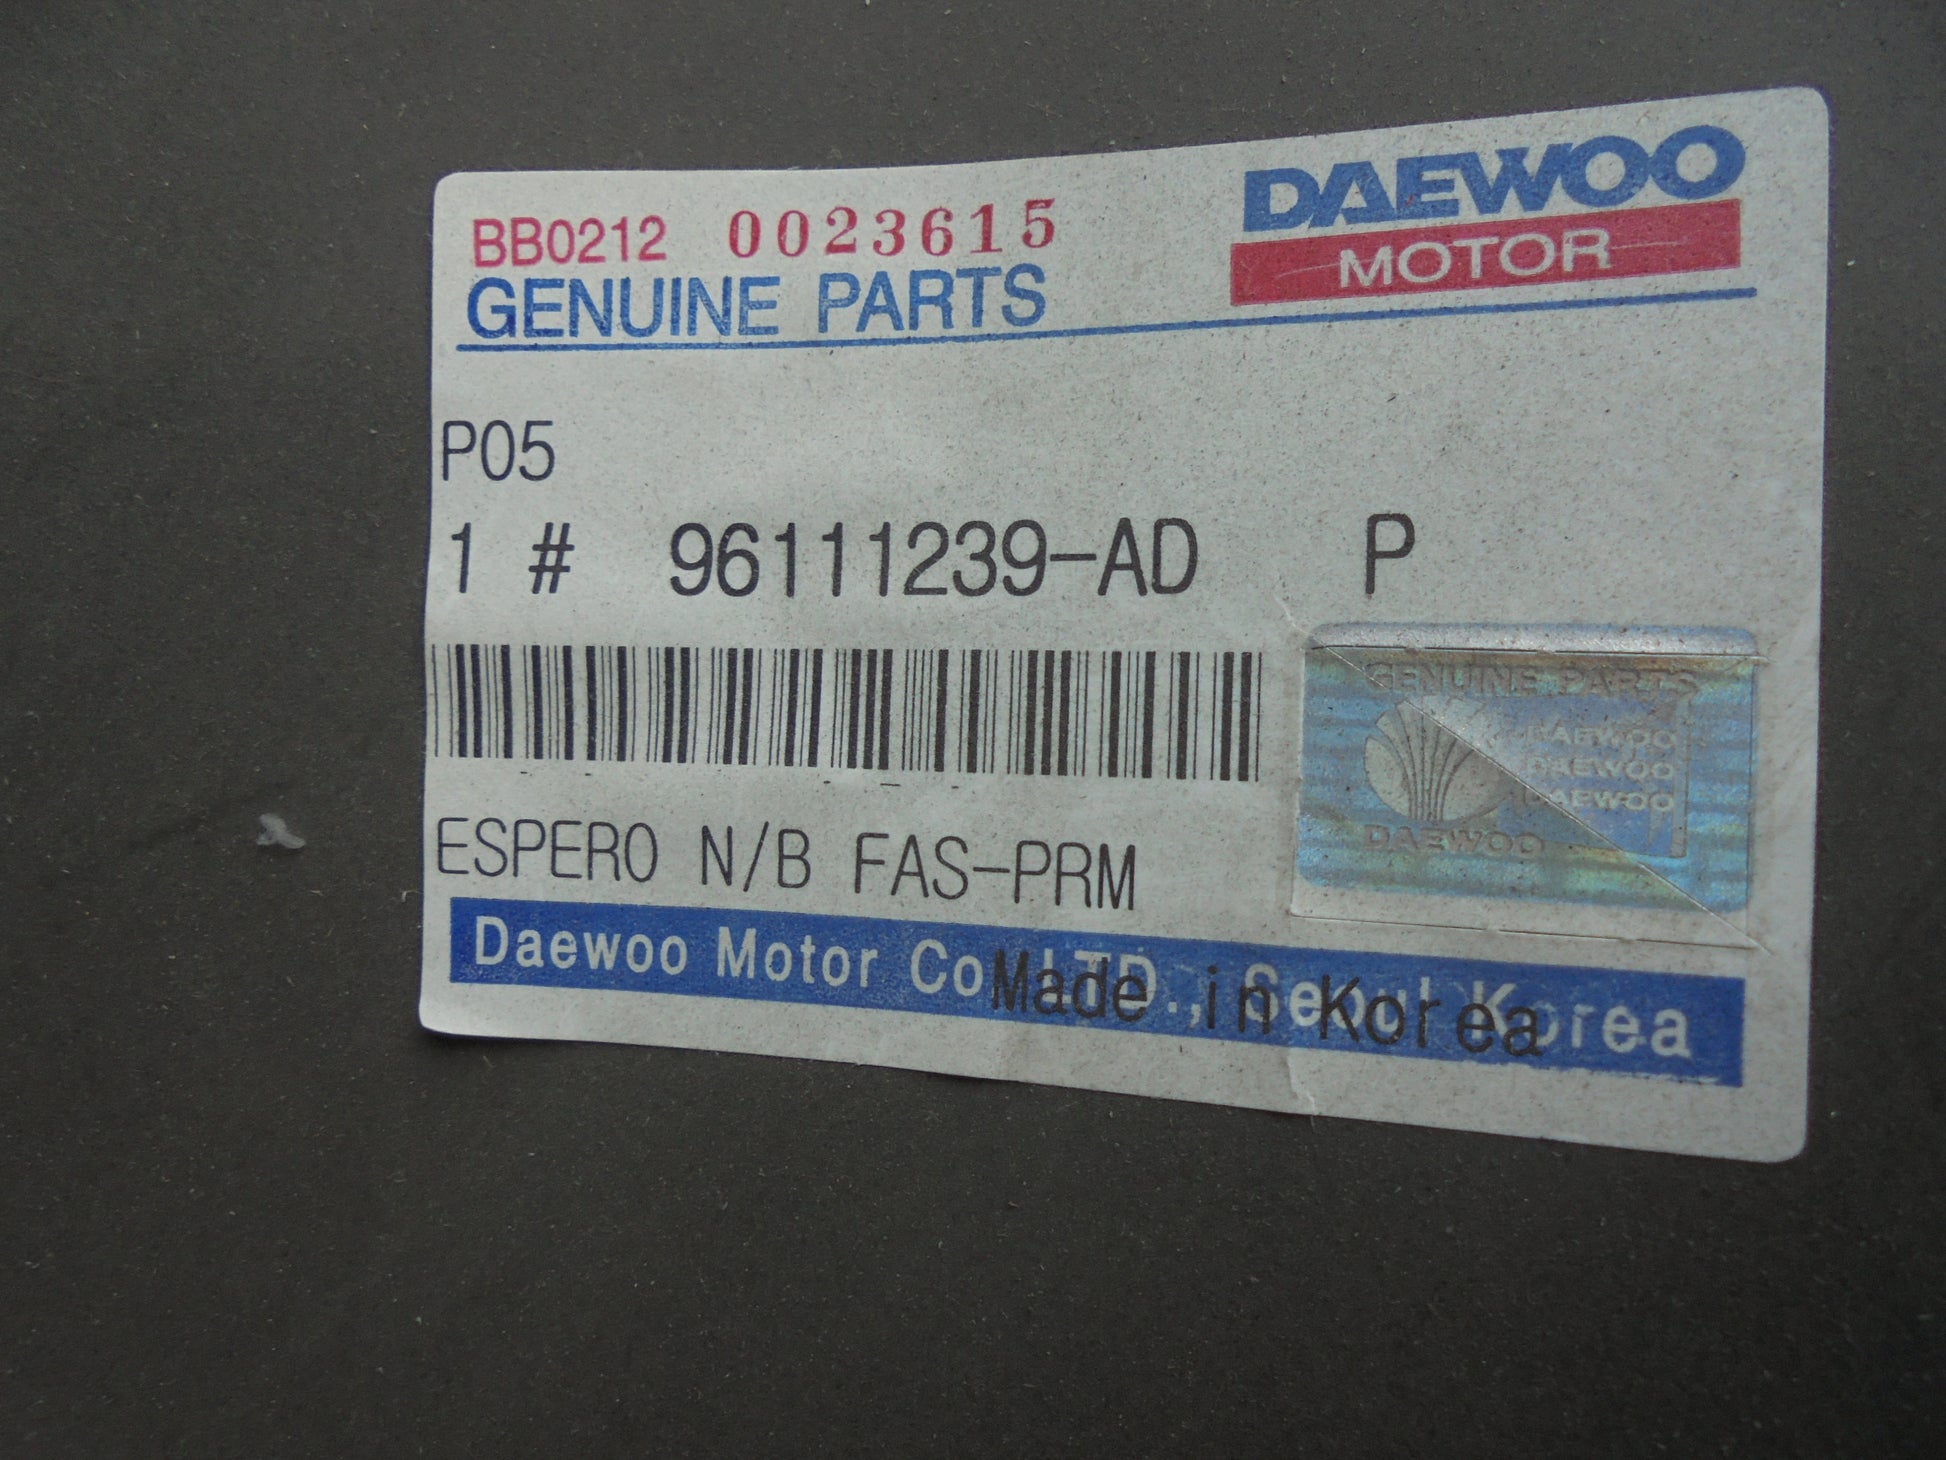 BB0212 0023615
DAEWOO
MOTOR
GENUINE PARTS
P05
1 # 96111239-AD P
GENUINE PARTS
DAEWOO
DAEWOO
DAEWOO
DAEWOO
ESPERO N/B FAS-PRM
Daewoo Motor Co LTD., Seoul Korea
Made in Korea